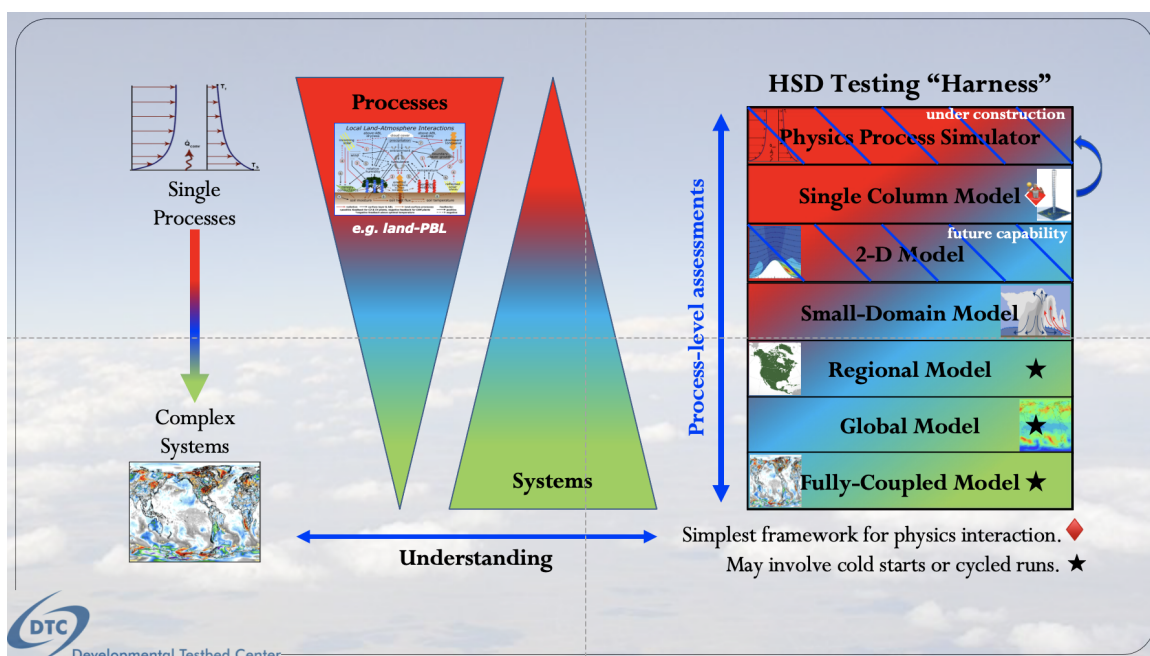 HSD Testing “Harness”
Single
Processes
Complex
Systems
Processes
Local Land-Atmosphere Interactions
e.g. land-PBL
Systems
Understanding
Process-level assessments
under construction
Physics Process Simulator
Single Column Model
future capability
2-D Model
Small-Domain Model
Regional Model
Global Model
Fully-Coupled Model
Simplest framework for physics interaction.
May involve cold starts or cycled runs.
DTC
Developmental Testbed Center